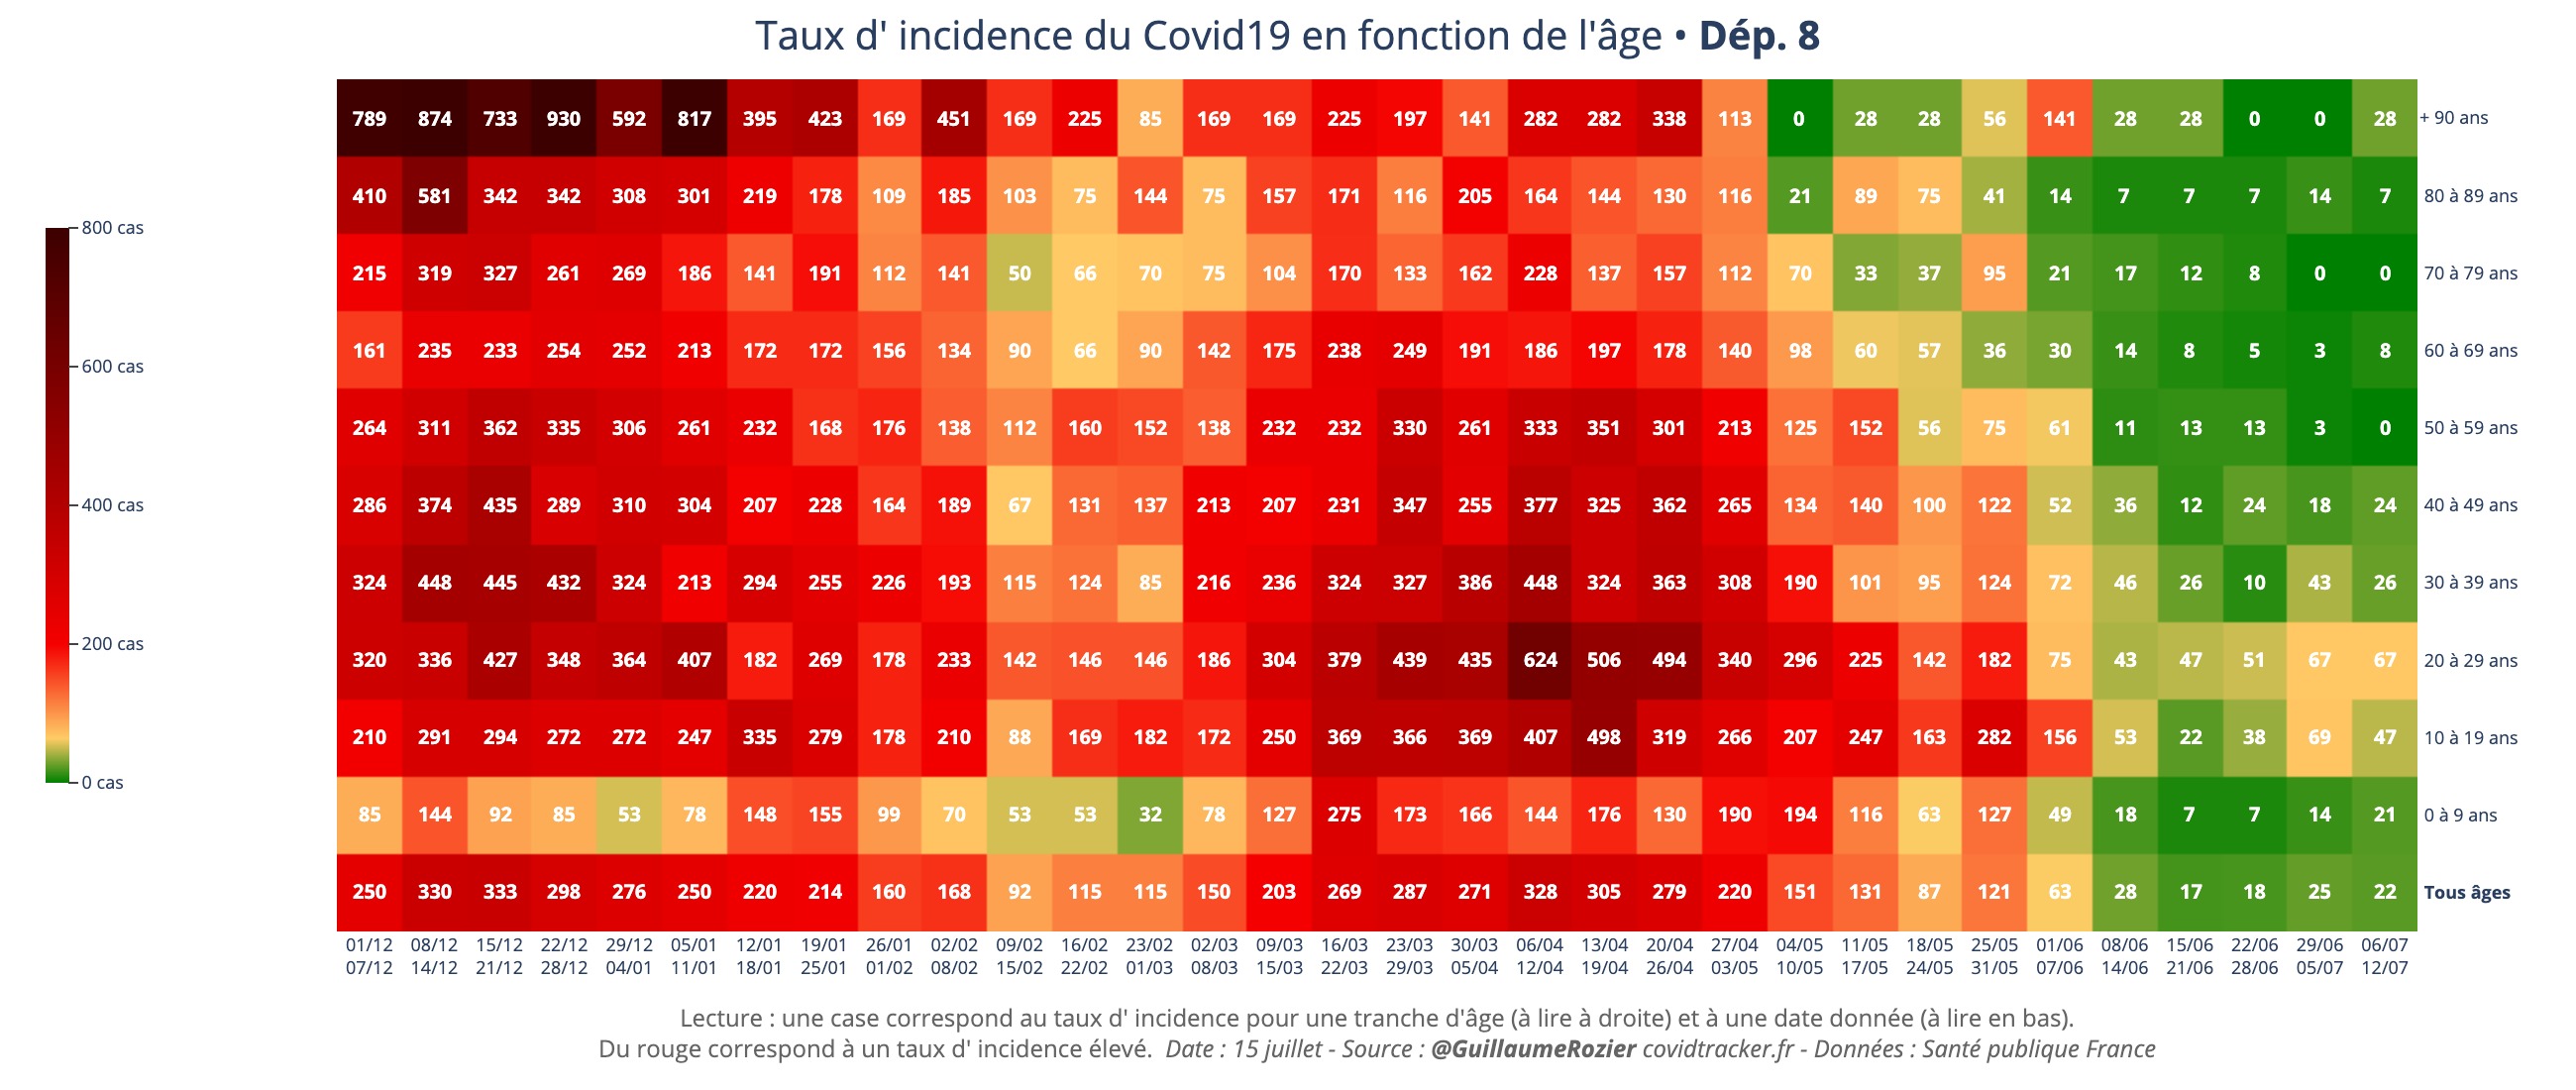 Taux d' incidence du Covid19 en fonction de l'âge • Dép. 8
800 cas
600 cas
400 cas
200 cas
0 cas
789 874 733 930 592 817 395 423 169 451 169 225 85 169 169 225 197 141 282 282 338 113 0 28 28 56 141 28 28 0 0 28 + 90 ans
410 581 342 342 308 301 219 178 109 185 103 75 144 75 157 171 116 205 164 144 130 116 21 89 75 41 14 7 7 7 14 7 80 à 89 ans
215 319 327 261 269 186 141 191 112 141 50 66 70 75 104 170 133 162 228 137 157 112 70 33 37 95 21 17 12 8 0 0 70 à 79 ans
161 235 233 254 252 213 172 172 156 134 90 66 90 142 175 238 249 191 186 197 178 140 98 60 57 36 30 14 8 5 3 8 60 à 69 ans
264 311 362 335 306 261 232 168 176 138 112 160 152 138 232 232 330 261 333 351 301 213 125 152 56 75 61 11 13 13 3 0 50 à 59 ans
286 374 435 289 310 304 207 228 164 189 67 131 137 213 207 231 347 255 377 325 362 265 134 140 100 122 52 36 12 24 18 24 40 à 49 ans
324 448 445 432 324 213 294 255 226 193 115 124 85 216 236 324 327 386 448 324 363 308 190 101 95 124 72 46 26 10 43 26 30 à 39 ans
320 336 427 348 364 407 182 269 178 233 142 146 146 186 304 379 439 435 624 506 494 340 296 225 142 182 75 43 47 51 67 67 20 à 29 ans
210 291 294 272 272 247 335 279 178 210 88 169 182 172 250 369 366 369 407 498 319 266 207 247 163 282 156 53 22 38 69 47 10 à 19 ans
85 144 92 85 53 78 148 155 99 70 53 53 32 78 127 275 173 166 144 176 130 190 194 116 63 127 49 18 7 7 14 21 0 à 9 ans
250 330 333 298 276 250 220 214 160 168 92 115 115 150 203 269 287 271 328 305 279 220 151 131 87 121 63 28 17 18 25 22 Tous âges
01/12 08/12 15/12 22/12 29/12 05/01 12/01 19/01 26/01 02/02 09/02 16/02 23/02 02/03 09/03 16/03 23/03 30/03 06/04 13/04 20/04 27/04 04/05 11/05 18/05 25/05 01/06 08/06 15/06 22/06 29/06 06/07
07/12 14/12 21/12 28/12 04/01 11/01 18/01 25/01 01/02 08/02 15/02 22/02 01/03 08/03 15/03 22/03 29/03 05/04 12/04 19/04 26/04 03/05 10/05 17/05 24/05 31/05 07/06 14/06 21/06 28/06 05/07 12/07
Lecture : une case correspond au taux d' incidence pour une tranche d'âge (à lire à droite) et à une date donnée (à lire en bas).
Du rouge correspond à un taux d' incidence élevé. Date : 15 juillet - Source : @GuillaumeRozier covidtracker.fr - Données : Santé publique France